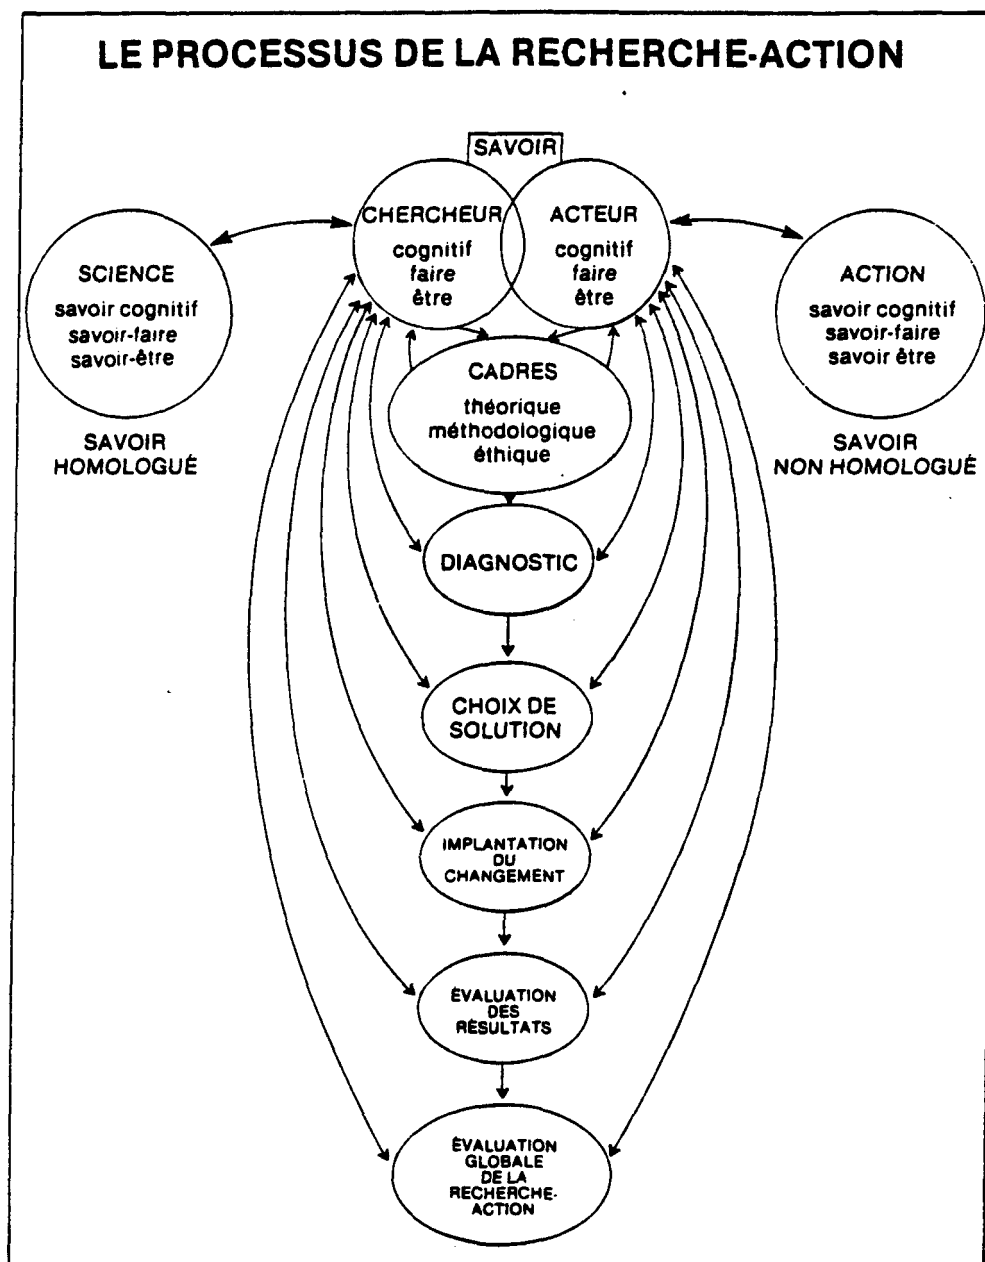 LE PROCESSUS DE LA RECHERCHE-ACTION
SAVOIR
CHERCHEUR
cognitif
faire
être
ACTEUR
cognitif
faire
être
SCIENCE
savoir cognitif
savoir-faire
savoir-être
SAVOIR
HOMOLOGUÉ
ACTION
savoir cognitif
savoir-faire
savoir être
SAVOIR
NON HOMOLOGUÉ
CADRES
théorique
méthodologique
éthique
DIAGNOSTIC
CHOIX DE
SOLUTION
IMPLANTATION
DU
CHANGEMENT
ÉVALUATION
DES
RÉSULTATS
ÉVALUATION
GLOBALE
DE LA
RECHERCHE-
ACTION